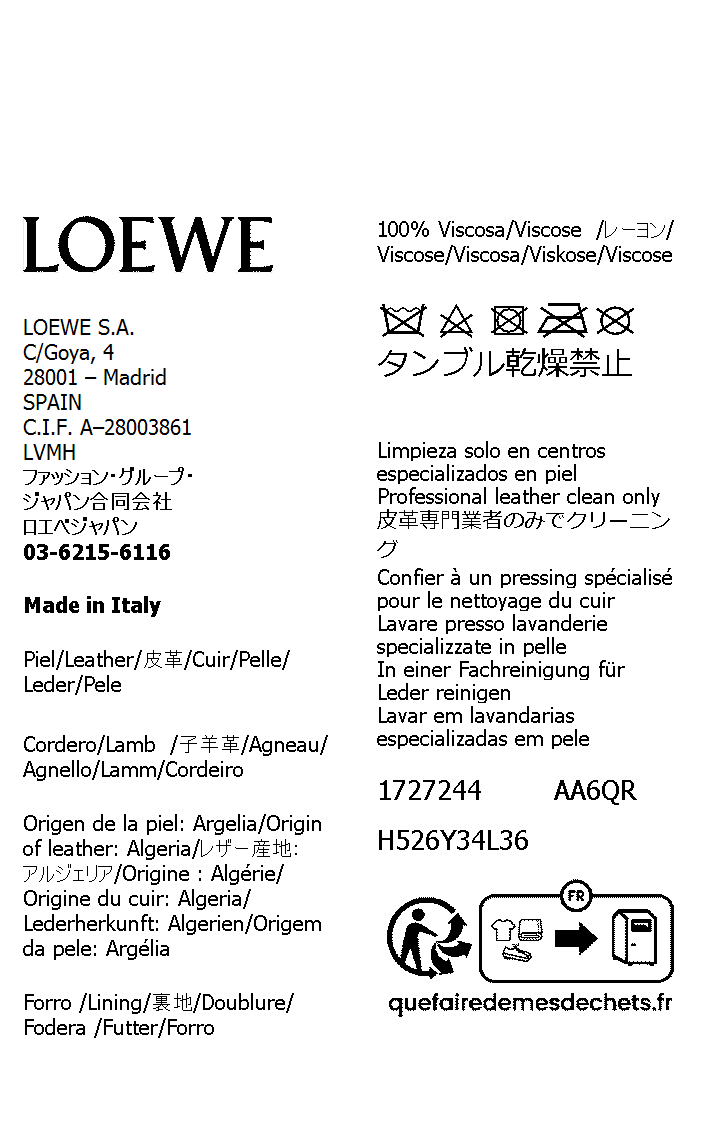 LOEWE
LOEWE S.A.
C/Goya, 4
28001 – Madrid
SPAIN
C.I.F. A–28003861
LVMH
ファッション・グループ・
ジャパン合同会社
ロエベジャパン
03-6215-6116
Made in Italy
Piel/Leather/皮革/Cuir/Pelle/
Leder/Pele
Cordero/Lamb /子羊革/Agneau/
Agnello/Lamm/Cordeiro
Origen de la piel: Argelia/Origin
of leather: Algeria/レザー産地:
アルジェリア/Origine : Algérie/
Origine du cuir: Algeria/
Lederherkunft: Algerien/Origem
da pele: Argélia
Forro /Lining/裏地/Doublure/
Fodera /Futter/Forro
100% Viscosa/Viscose /レーヨン/
Viscose/Viscosa/Viskose/Viscose
タンブル乾燥禁止
Limpieza solo en centros
especializados en piel
Professional leather clean only
皮革専門業者のみでクリーニン
グ
Confier à un pressing spécialisé
pour le nettoyage du cuir
Lavare presso lavanderie
specializzate in pelle
In einer Fachreinigung für
Leder reinigen
Lavar em lavandarias
especializadas em pele
1727244 AA6QR
H526Y34L36
FR
quefairedemesdechets.fr